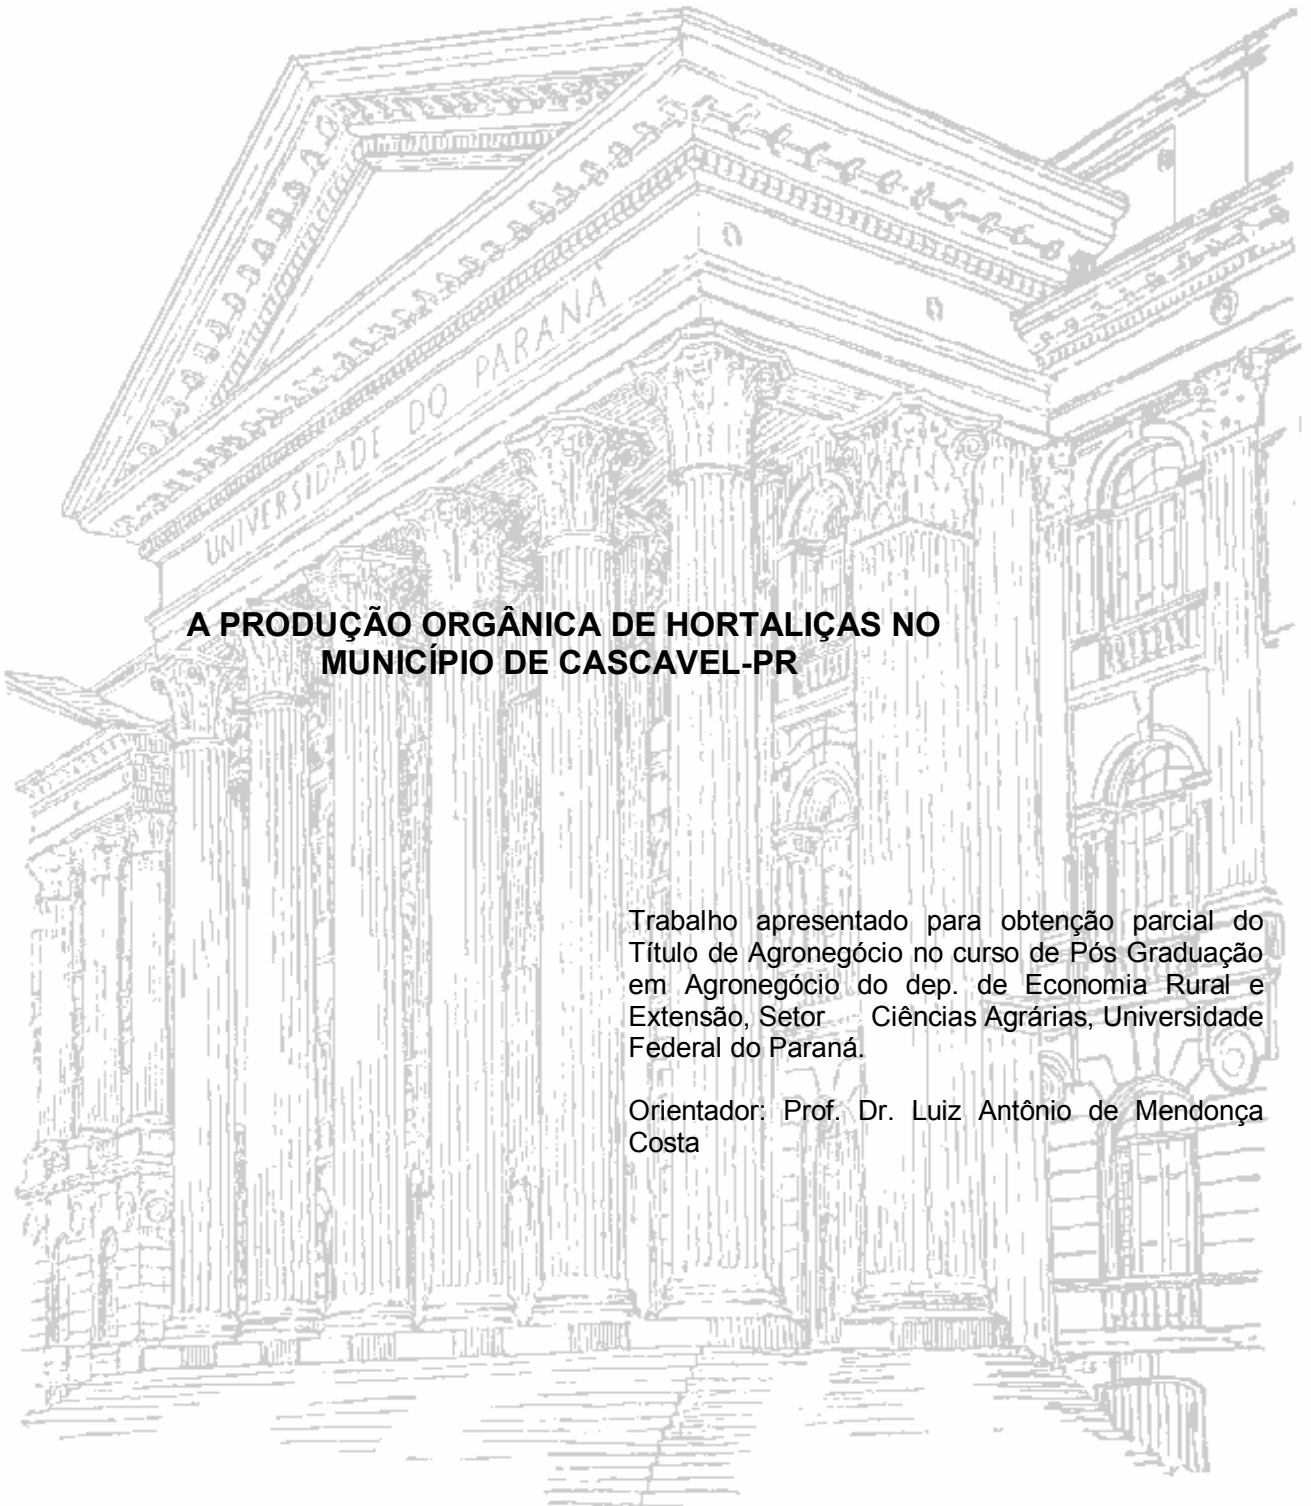 UNIVERSIDADE DO PARANÁ
A PRODUÇÃO ORGÂNICA DE HORTALIÇAS NO
MUNICÍPIO DE CASCAVEL-PR
Trabalho apresentado para obtenção parcial do
Título de Agronegócio no curso de Pós Graduação
em Agronegócio do dep. de Economia Rural e
Extensão, Setor Ciências Agrárias, Universidade
Federal do Paraná.
Orientador: Prof. Dr. Luiz Antônio de Mendonça
Costa